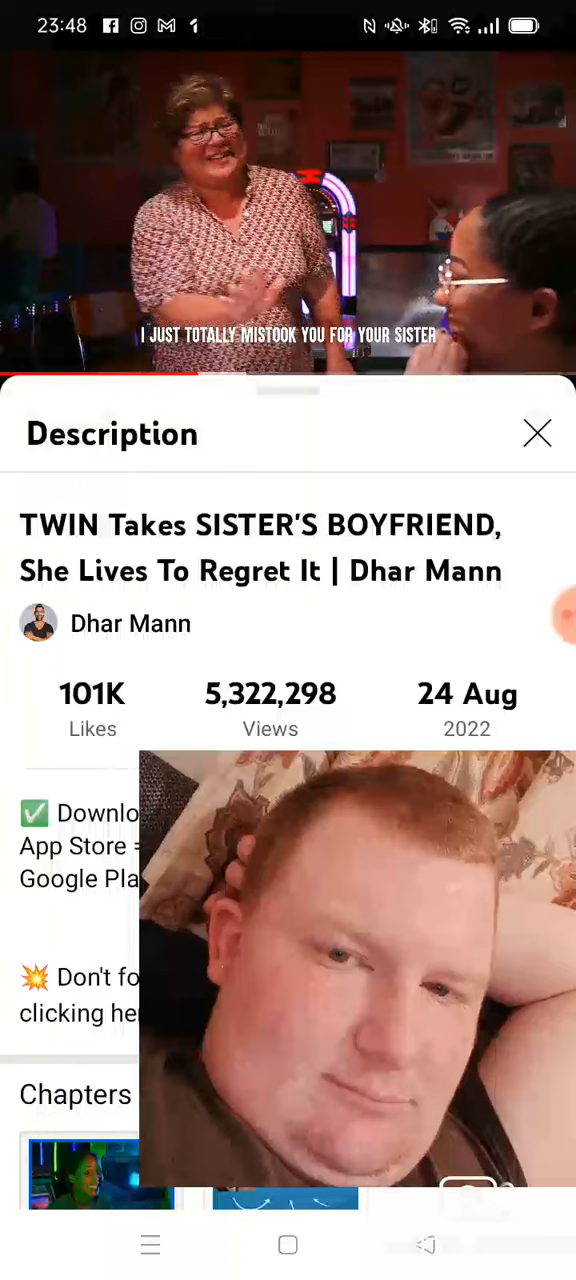 23:48
I JUST TOTALLY MISTOOK YOU FOR YOUR SISTER
Description
TWIN Takes SISTER'S BOYFRIEND,
She Lives To Regret It | Dhar Mann
Dhar Mann
101K
Likes
5,322,298
Views
24 Aug
2022
✅ Downlo
App Store =
Google Pla
💥 Don't fo
clicking he
Chapters